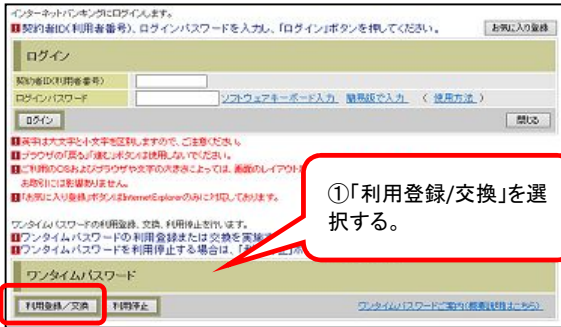 インターネットバンキングにログインします。
契約者ID(利用者番号)、ログインパスワードを入力し、「ログイン」ボタンを押してください。
お気に入り登録
ログイン
契約者ID(利用者番号)
ログインパスワード
ソフトウェアキーボード入力 簡易版で入力 ( 使用方法 )
ログイン
閉じる
英字は大文字と小文字を区別しますので、ご注意ください。
ブラウザの「戻る」「進む」ボタンは使用しないでください。
ご利用のOSおよびブラウザや文字の大きさによっては、画面のレイアウト
お取引には影響ありません。
「お気に入り登録」ボタンはInternetExplorerのみに対応しております。
①「利用登録/交換」を選
択する。
ワンタイムパスワードの利用登録、交換、利用停止を行います。
ワンタイムパスワードの利用登録または交換を実施
ワンタイムパスワードを利用停止する場合は、「利用停止」ボ
ワンタイムパスワード
利用登録/交換
利用停止
ワンタイムパスワードご案内(概要説明はこちら)